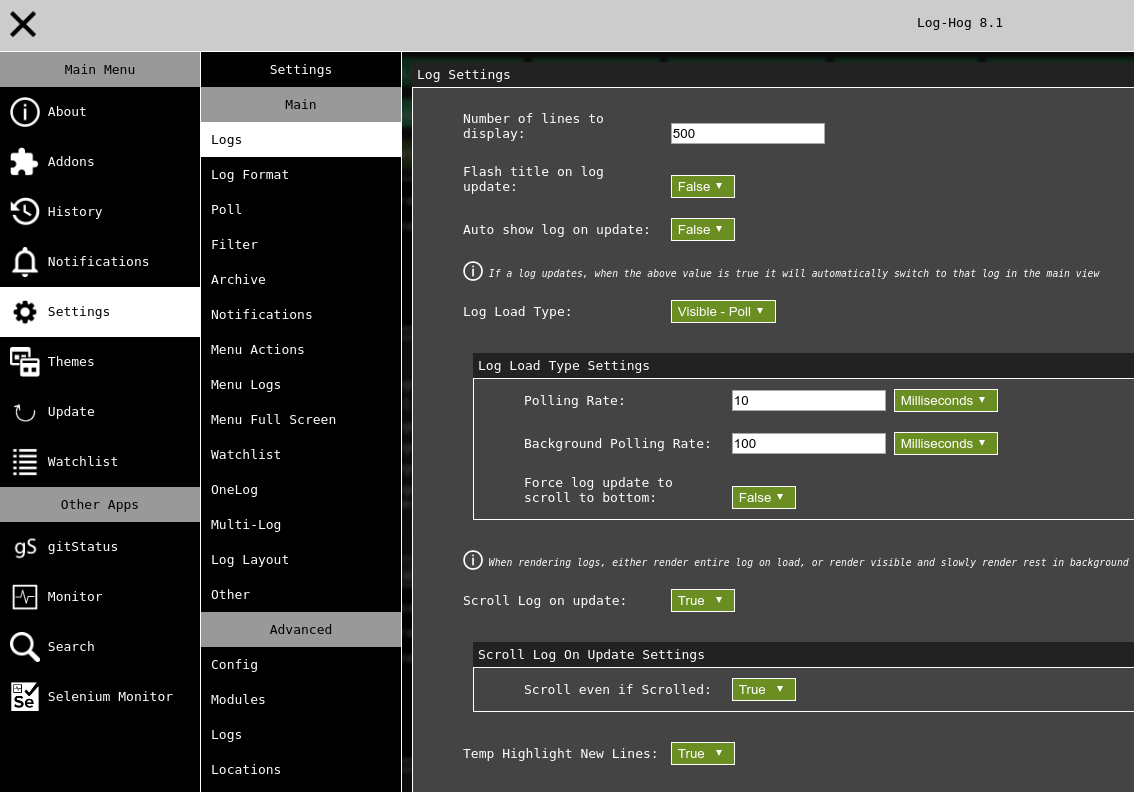 Log-Hog 8.1
Main Menu
About
Addons
History
Notifications
Settings
Themes
Update
Watchlist
Other Apps
gS gitStatus
Monitor
Search
Se Selenium Monitor
Settings
Main
Logs
Log Format
Poll
Filter
Archive
Notifications
Menu Actions
Menu Logs
Menu Full Screen
Watchlist
OneLog
Multi-Log
Log Layout
Other
Advanced
Config
Modules
Logs
Locations
Log Settings
Number of lines to
display: 500
Flash title on log
update: False
Auto show log on update: False
If a log updates, when the above value is true it will automatically switch to that log in the main view
Log Load Type: Visible - Poll
Log Load Type Settings
Polling Rate: 10 Milliseconds
Background Polling Rate: 100 Milliseconds
Force log update to
scroll to bottom: False
When rendering logs, either render entire log on load, or render visible and slowly render rest in background
Scroll Log on update: True
Scroll Log On Update Settings
Scroll even if Scrolled: True
Temp Highlight New Lines: True